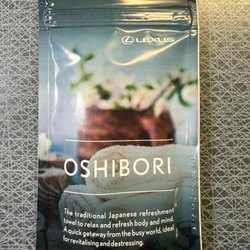 LEXUS
OSHIBORI
The traditional Japanese refreshment
towel to relax and refresh body and mind.
A quick getaway from the busy world, ideal
for revitalising and destressing.